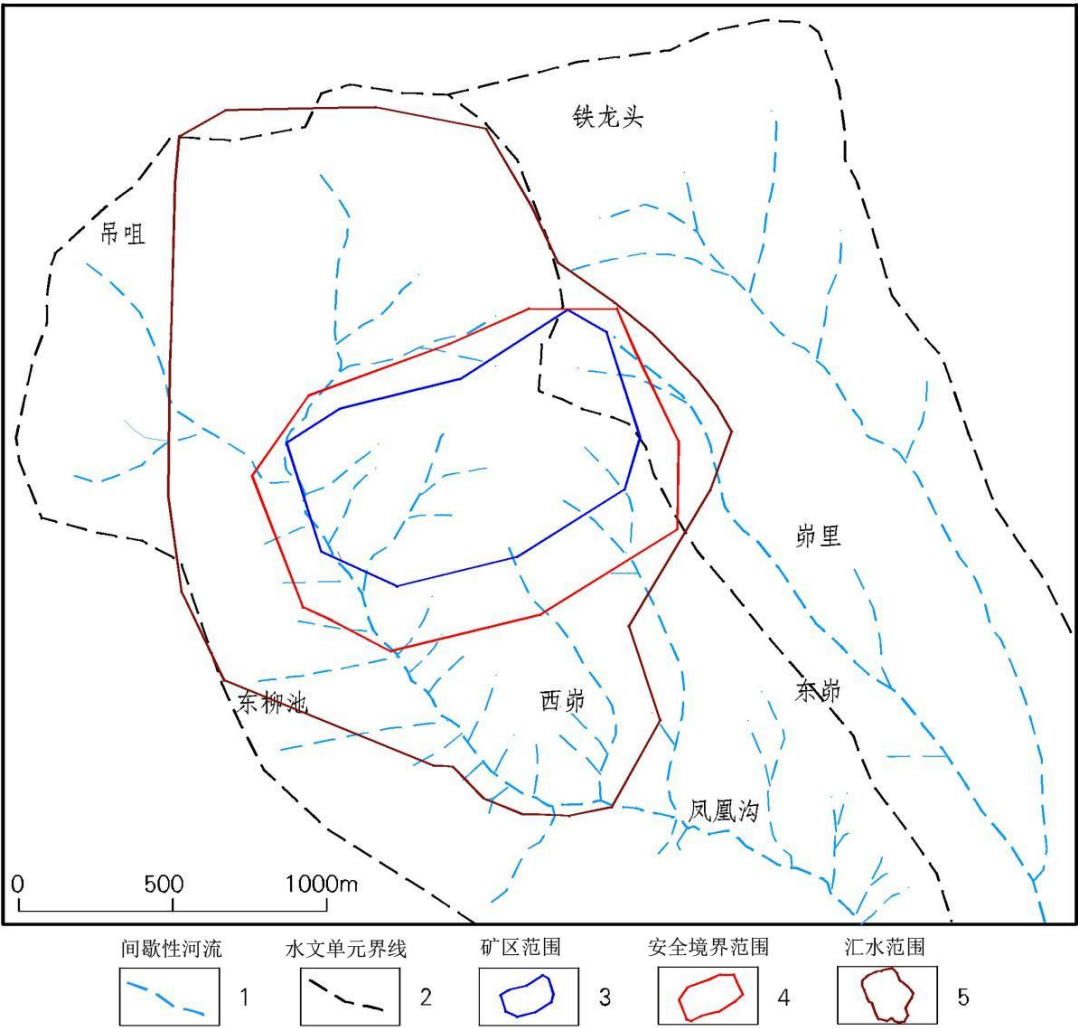 铁龙头
吊咀
峁里
东柳池
西峁
东峁
凤凰沟
0 500 1000m
间歇性河流 水文单元界线 矿区范围 安全境界范围 汇水范围
1 2 3 4 5